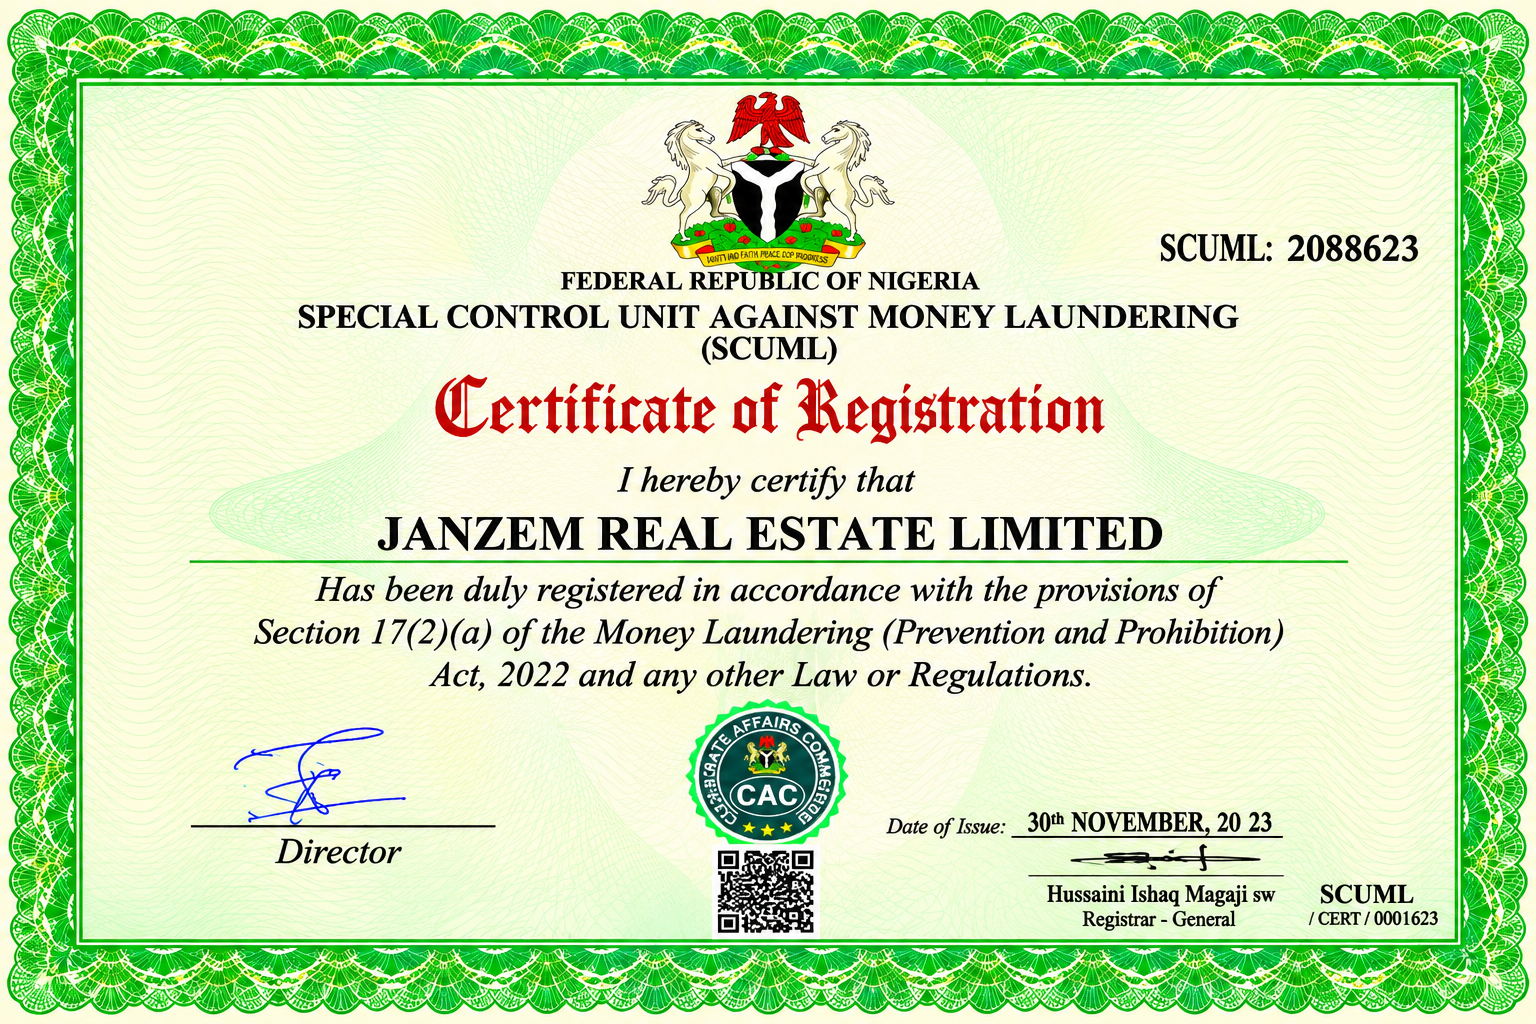 SCUML: 2088623
FEDERAL REPUBLIC OF NIGERIA
SPECIAL CONTROL UNIT AGAINST MONEY LAUNDERING
(SCUML)
Certificate of Registration
I hereby certify that
JANZEM REAL ESTATE LIMITED
Has been duly registered in accordance with the provisions of
Section 17(2)(a) of the Money Laundering (Prevention and Prohibition)
Act, 2022 and any other Law or Regulations.
AFFAIRS
CAC
Director
Date of Issue: 30th NOVEMBER, 20 23
Hussaini Ishaq Magaji sw
Registrar - General
SCUML
/ CERT / 0001623